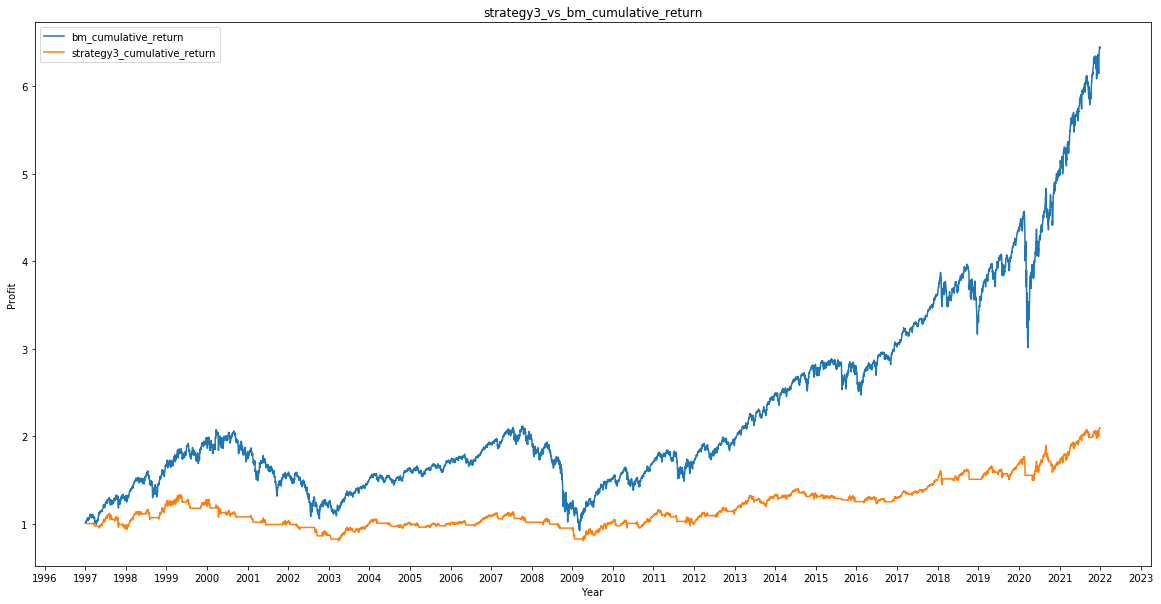 strategy3_vs_bm_cumulative_return
bm_cumulative_return
strategy3_cumulative_return
6
5
4
3
2
1
Profit
1996 1997 1998 1999 2000 2001 2002 2003 2004 2005 2006 2007 2008 2009 2010 2011 2012 2013 2014 2015 2016 2017 2018 2019 2020 2021 2022 2023
Year